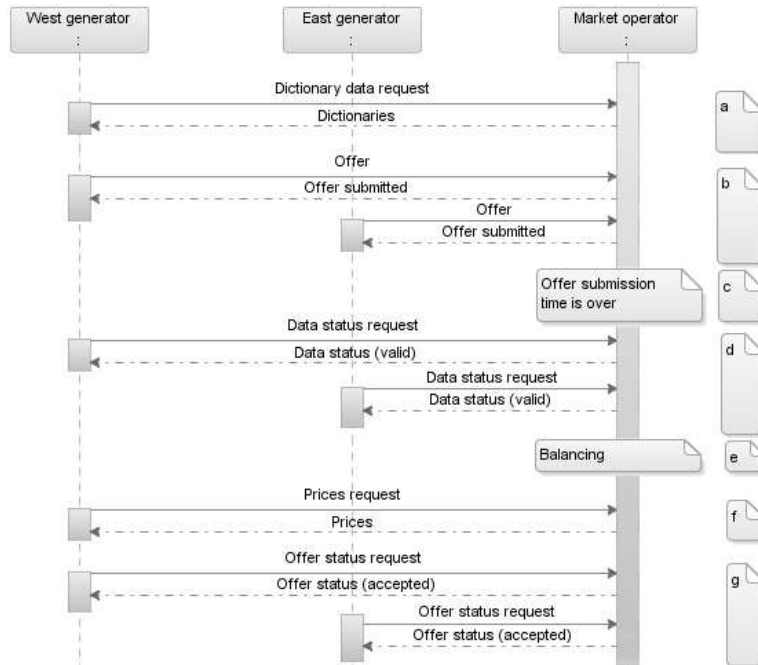 West generator
:
East generator
:
Market operator
:
Dictionary data request
a
Dictionaries
Offer
b
Offer submitted
Offer
Offer submitted
Offer submission
time is over
c
Data status request
Data status (valid)
d
Data status request
Data status (valid)
Balancing
e
Prices request
f
Prices
Offer status request
g
Offer status (accepted)
Offer status request
Offer status (accepted)